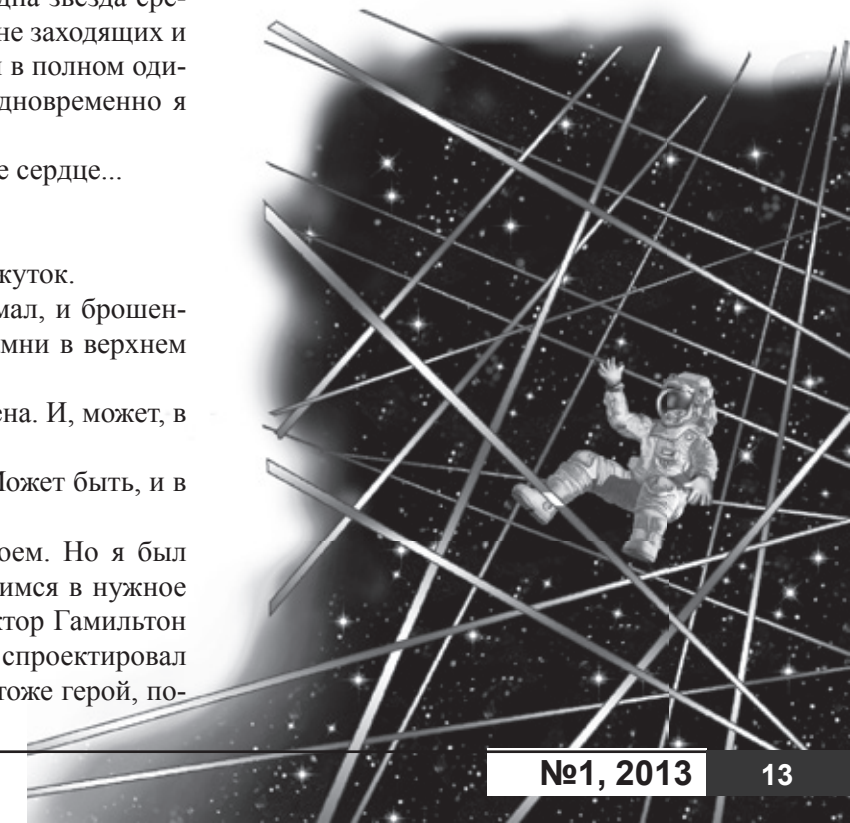 дна звезда сре-
не заходящих и
в полном оди-
дновременно я
е сердце...
жуток.
мал, и брошен-
мни в верхнем
ена. И, может, в
Может быть, и в
оем. Но я был
имся в нужное
ктор Гамильтон
спроектировал
тоже герой, по-
№1, 2013 13